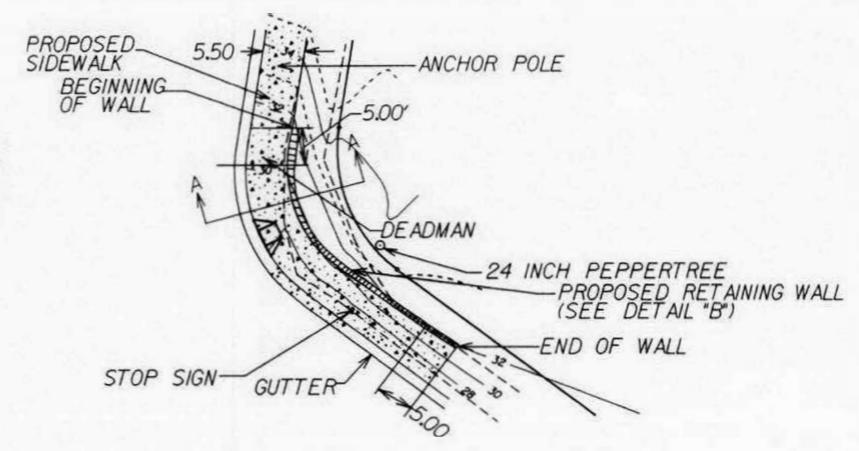 PROPOSED
SIDEWALK
5.50
ANCHOR POLE
BEGINNING
OF WALL
5.00'
A
30
A
DEADMAN
24 INCH PEPPERTREE
PROPOSED RETAINING WALL
(SEE DETAIL "B")
END OF WALL
32
STOP SIGN
GUTTER
28
30
5.00